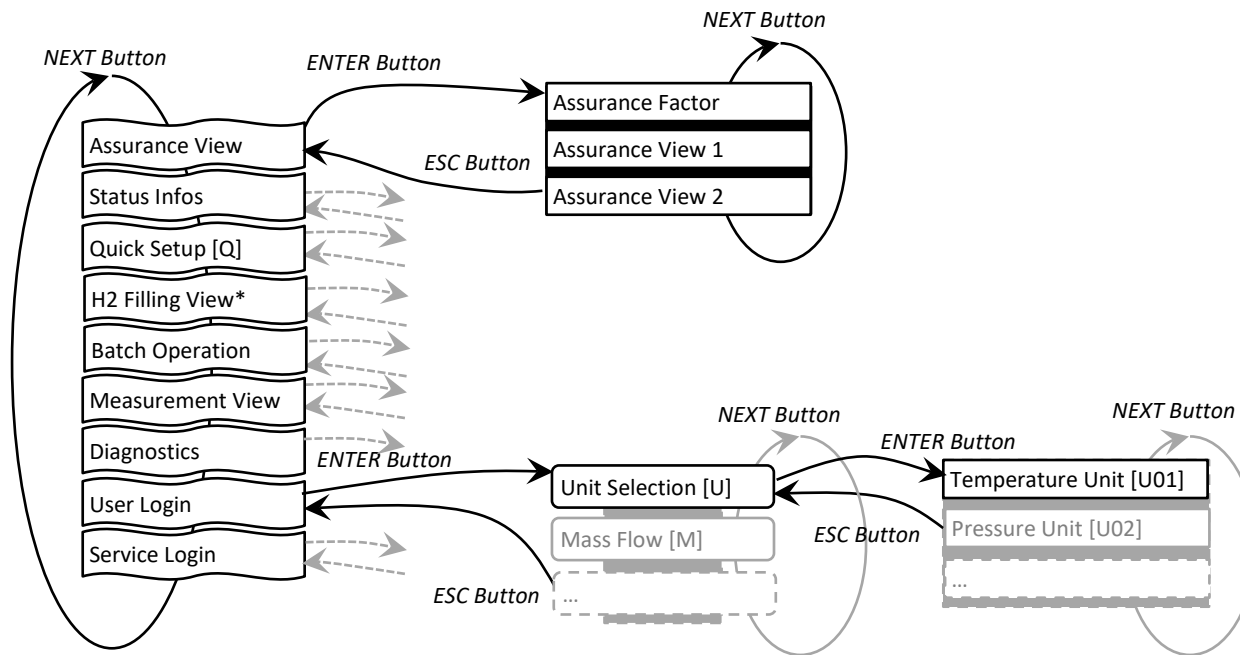 NEXT Button
NEXT Button
ENTER Button
Assurance Factor
Assurance View
Assurance View 1
ESC Button
Status Infos
Assurance View 2
Quick Setup [Q]
H2 Filling View*
Batch Operation
Measurement View
NEXT Button
NEXT Button
Diagnostics
ENTER Button
ENTER Button
Unit Selection [U]
Temperature Unit [U01]
User Login
Mass Flow [M]
ESC Button
Pressure Unit [U02]
Service Login
ESC Button
...
...